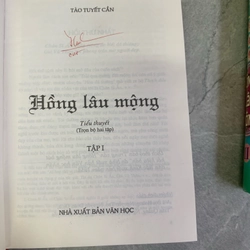 TÀO TUYẾT CẦN
Hồng lâu mộng
Tiểu thuyết
(Trọn bộ hai tập)
TẬP I
NHÀ XUẤT BẢN VĂN HỌC